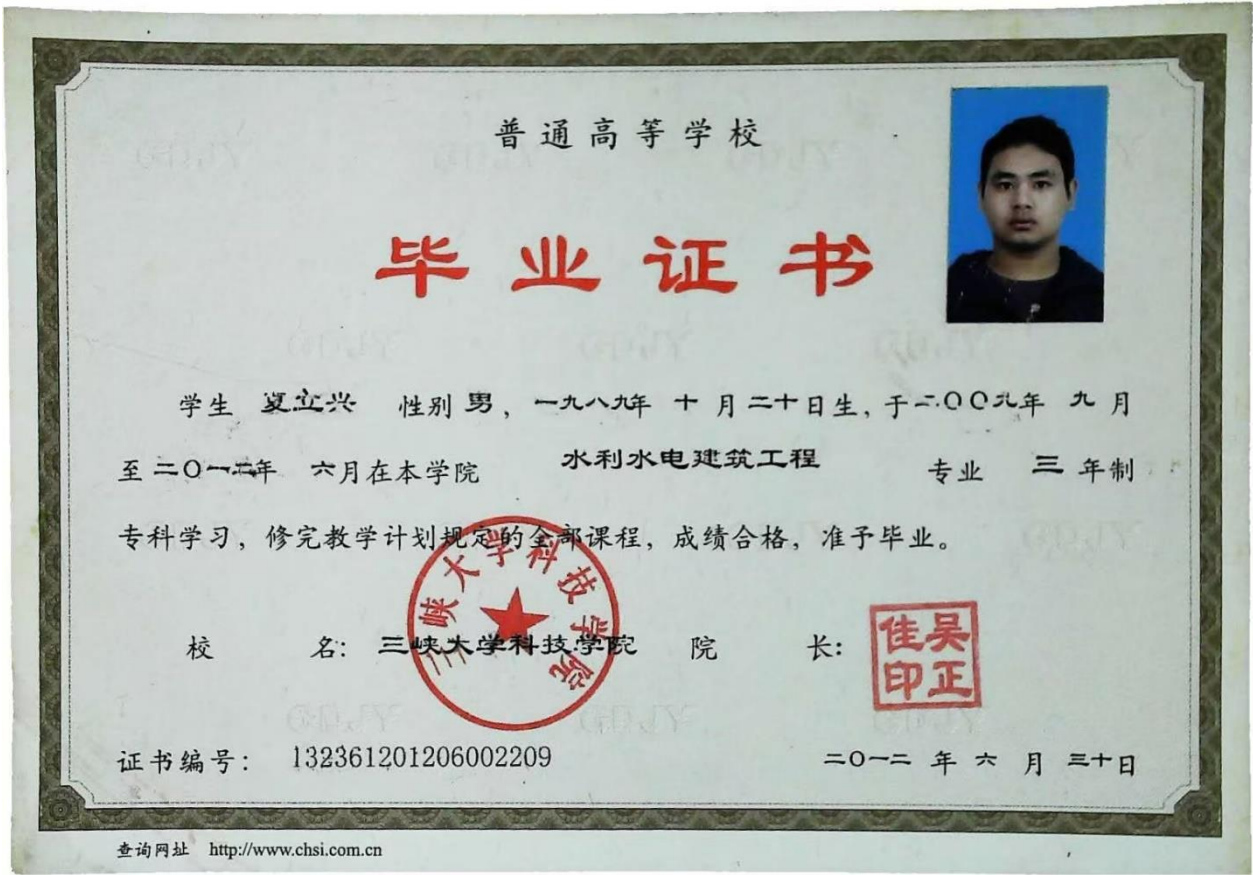 普通高等学校
毕业证书
学生 夏立兴 性别 男，一九八九年 十 月 二十日生，于二〇〇九年 九 月
至 二〇一二年 六月在本学院 水利水电建筑工程 专业 三 年制
专科学习，修完教学计划规定的全部课程，成绩合格，准予毕业。
三峡大学科技学院
校 名：三峡大学科技学院 院 长：
吴正佳印
证书编号： 132361201206002209 二〇一二 年 六 月 三十日
查询网址 http://www.chsi.com.cn